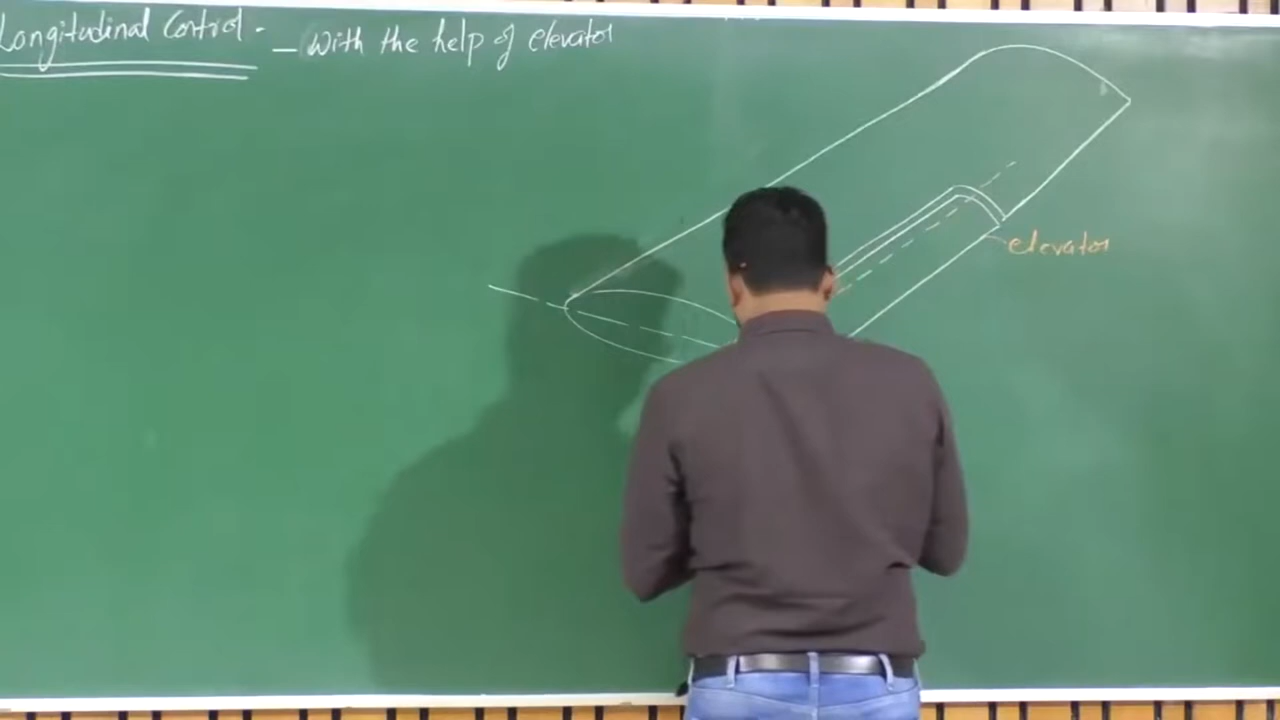 Longitudinal Control - - With the help of elevator
elevator